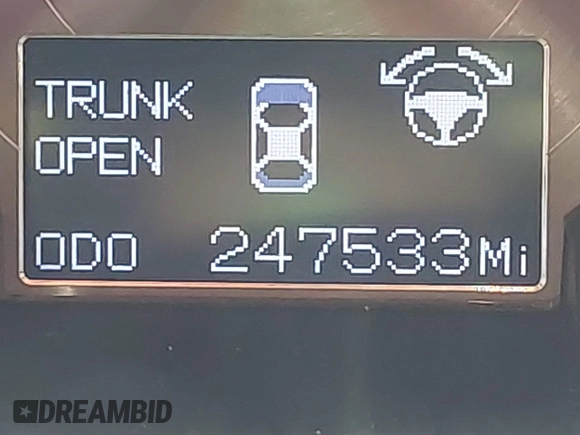 TRUNK
OPEN
ODO 247533Mi
DREAMBID